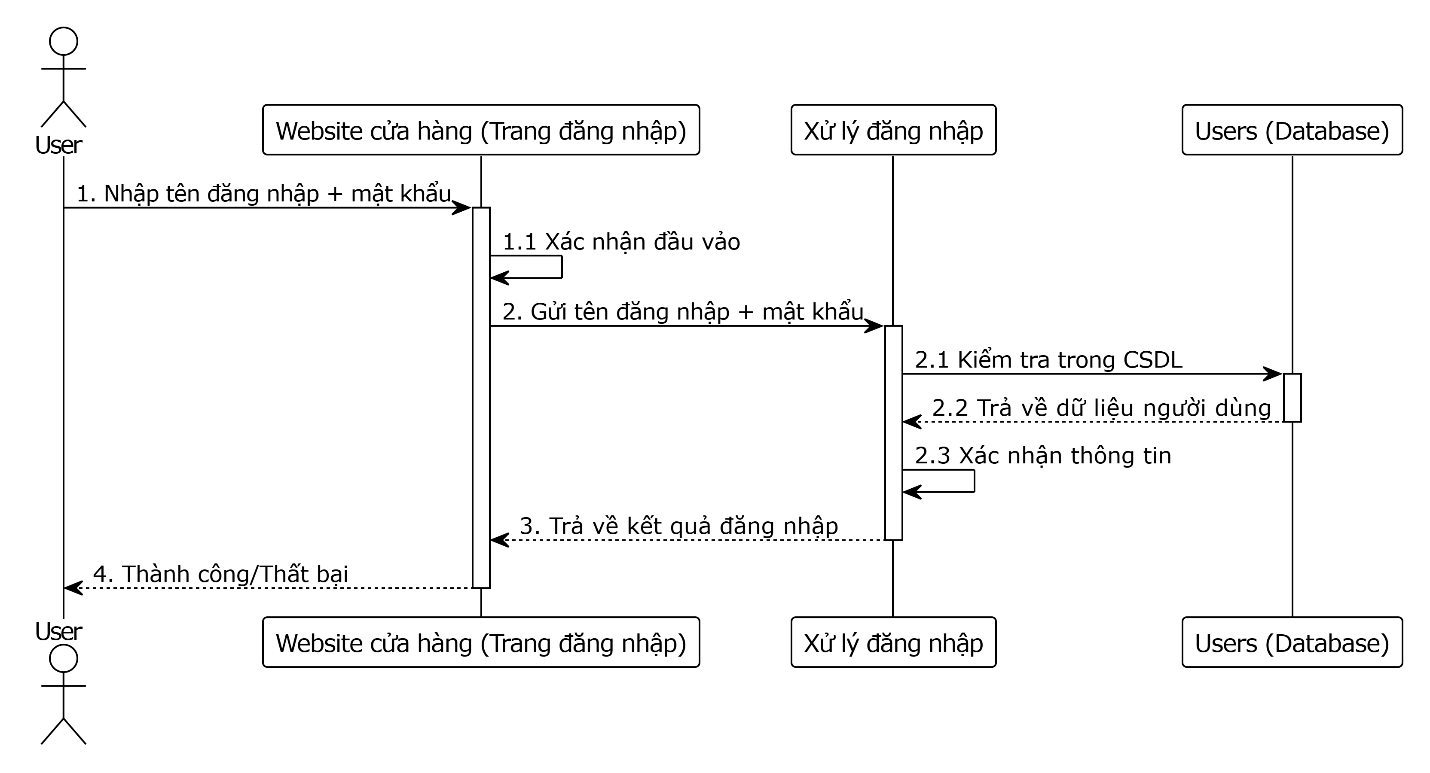 User
Website cửa hàng (Trang đăng nhập)
Xử lý đăng nhập
Users (Database)
1. Nhập tên đăng nhập + mật khẩu
1.1 Xác nhận đầu vảo
2. Gửi tên đăng nhập + mật khẩu
2.1 Kiểm tra trong CSDL
2.2 Trả về dữ liệu người dùng
2.3 Xác nhận thông tin
3. Trả về kết quả đăng nhập
4. Thành công/Thất bại
User
Website cửa hàng (Trang đăng nhập)
Xử lý đăng nhập
Users (Database)